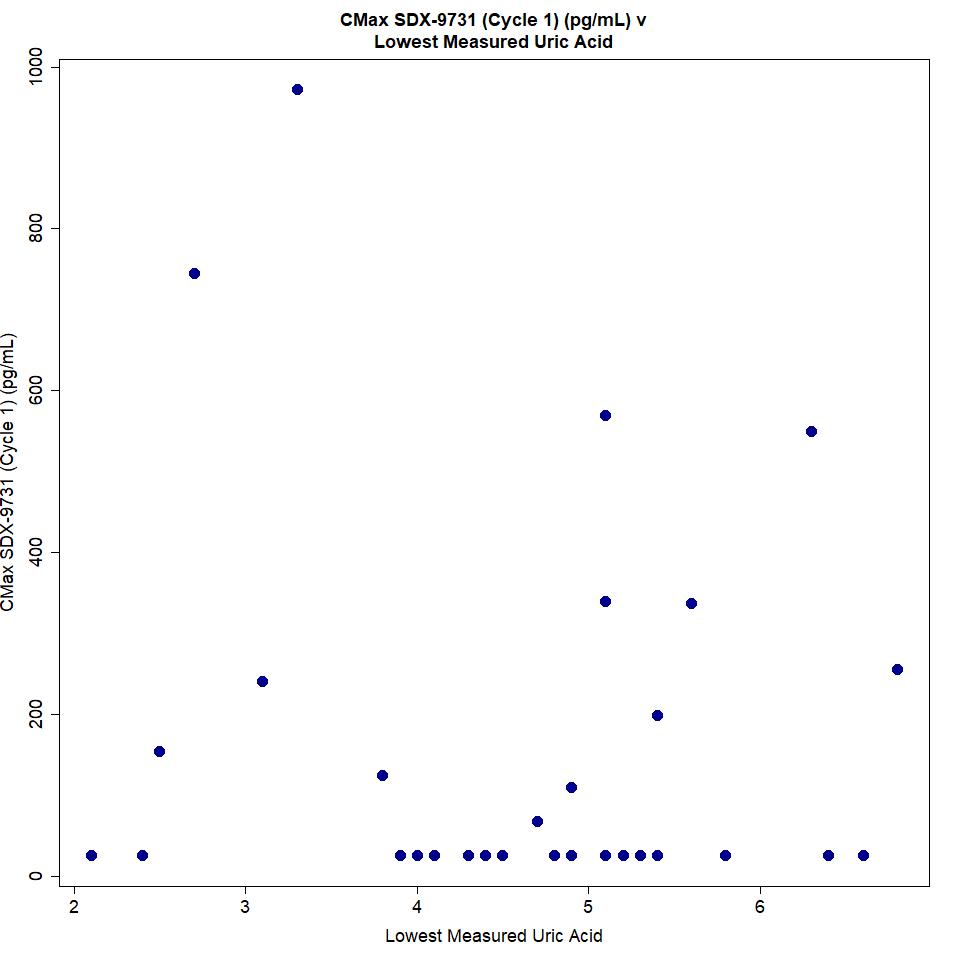 CMax SDX-9731 (Cycle 1) (pg/mL) v
Lowest Measured Uric Acid
1000
800
600
400
200
0
CMax SDX-9731 (Cycle 1) (pg/mL)
2 3 4 5 6
Lowest Measured Uric Acid